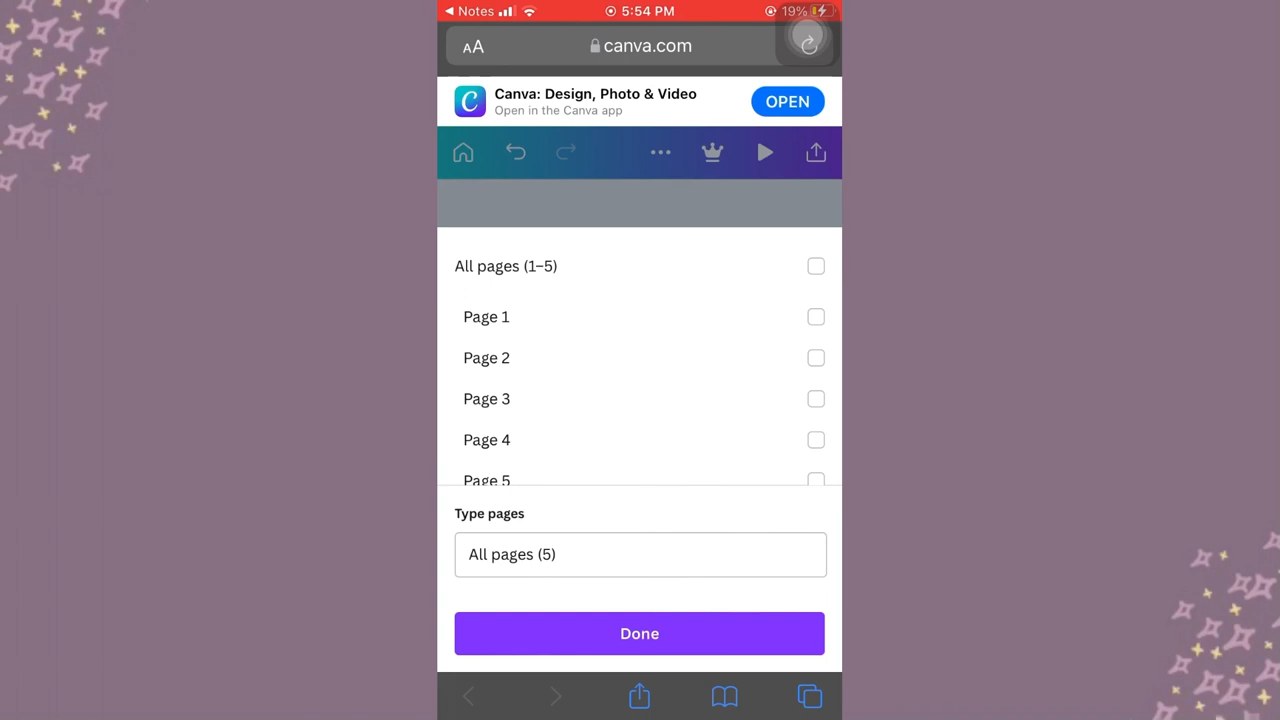 ◀ Notes 5:54 PM 19%
AA canva.com
Canva: Design, Photo & Video
Open in the Canva app
OPEN
All pages (1–5)
Page 1
Page 2
Page 3
Page 4
Page 5
Type pages
All pages (5)
Done